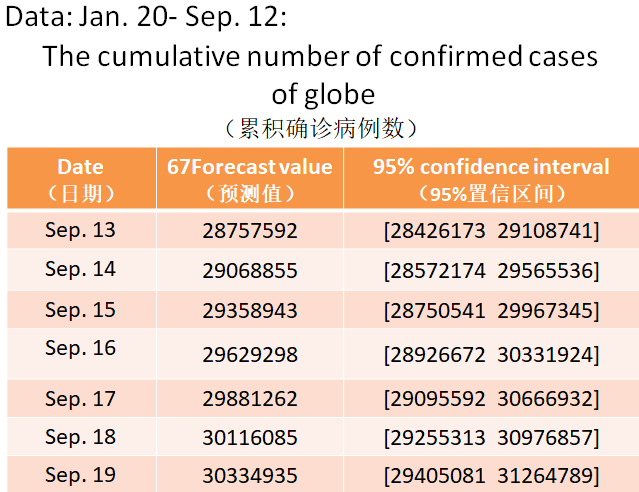 Data: Jan. 20- Sep. 12:
The cumulative number of confirmed cases
of globe
（累积确诊病例数）
Date 67Forecast value 95% confidence interval
（日期） （预测值） （95%置信区间）
Sep. 13 28757592 [28426173 29108741]
Sep. 14 29068855 [28572174 29565536]
Sep. 15 29358943 [28750541 29967345]
Sep. 16 29629298 [28926672 30331924]
Sep. 17 29881262 [29095592 30666932]
Sep. 18 30116085 [29255313 30976857]
Sep. 19 30334935 [29405081 31264789]